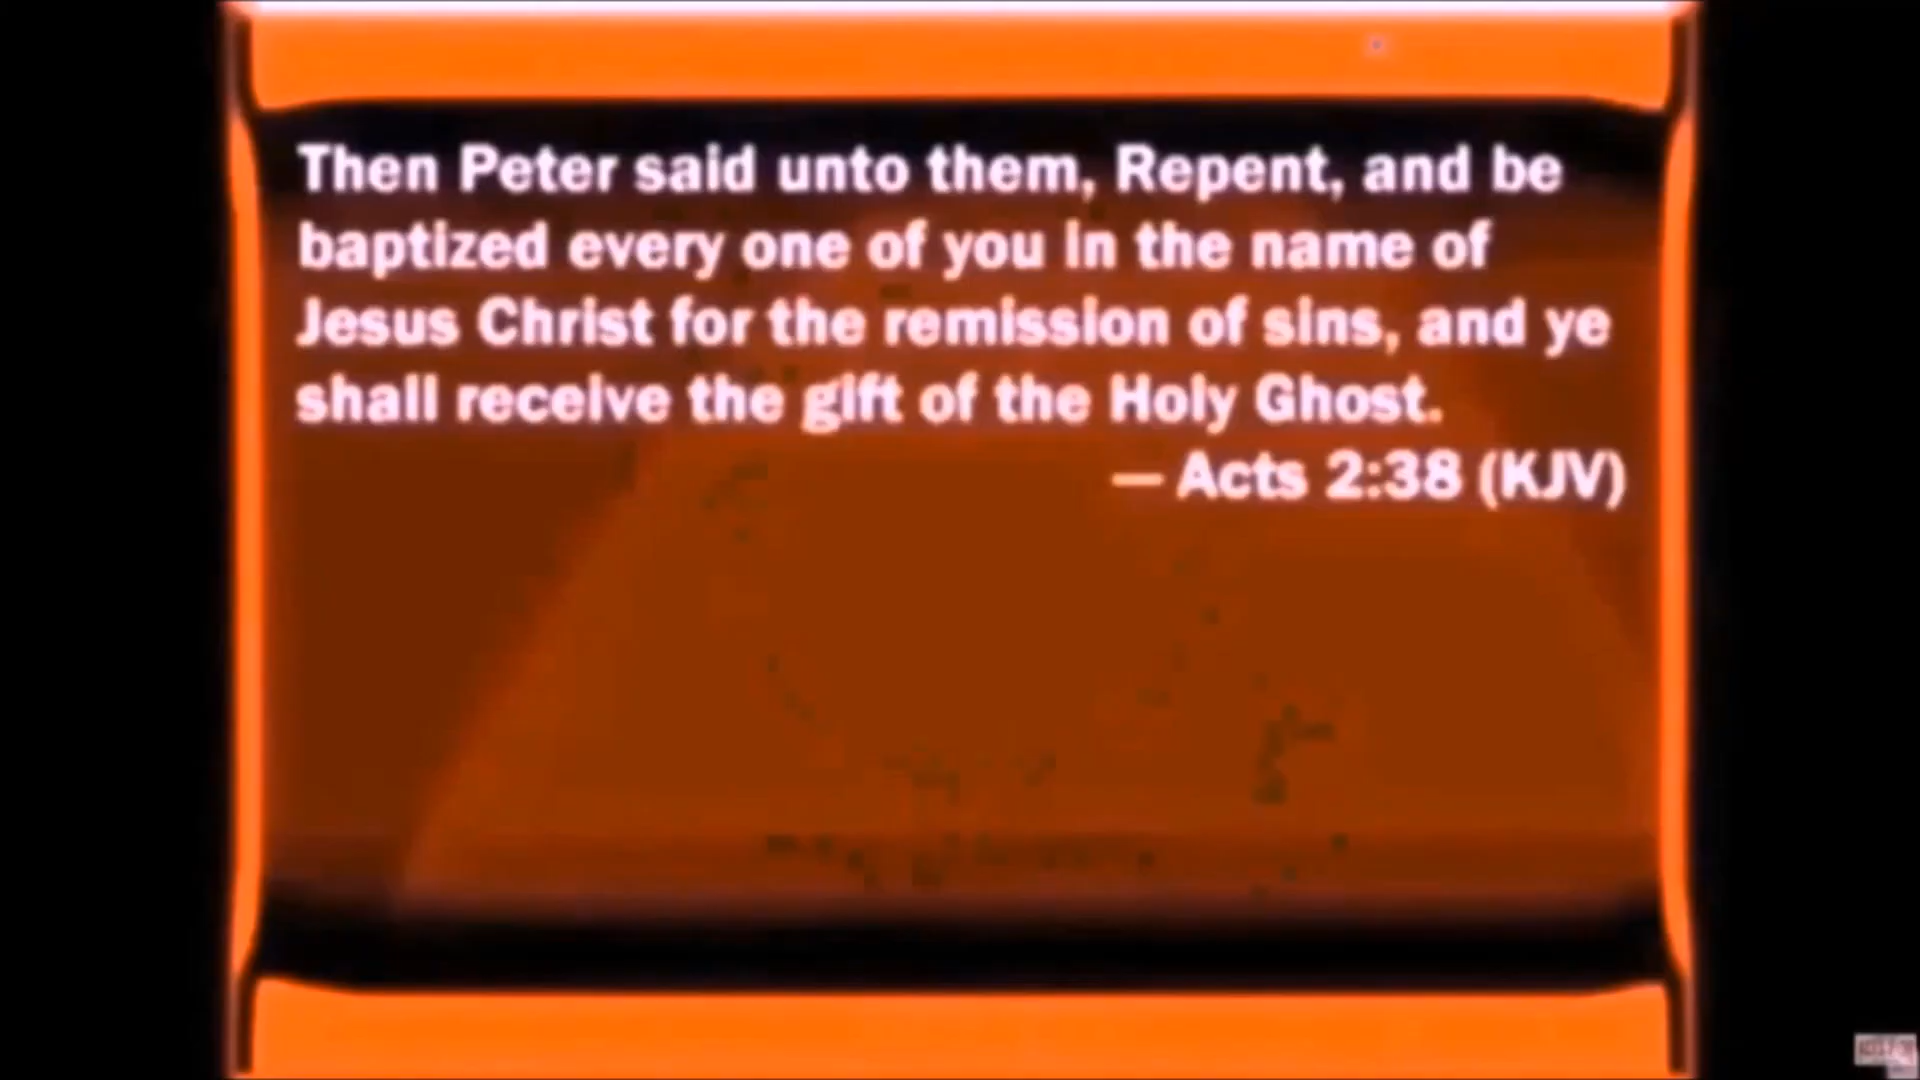 Then Peter said unto them, Repent, and be
baptized every one of you in the name of
Jesus Christ for the remission of sins, and ye
shall receive the gift of the Holy Ghost.
— Acts 2:38 (KJV)